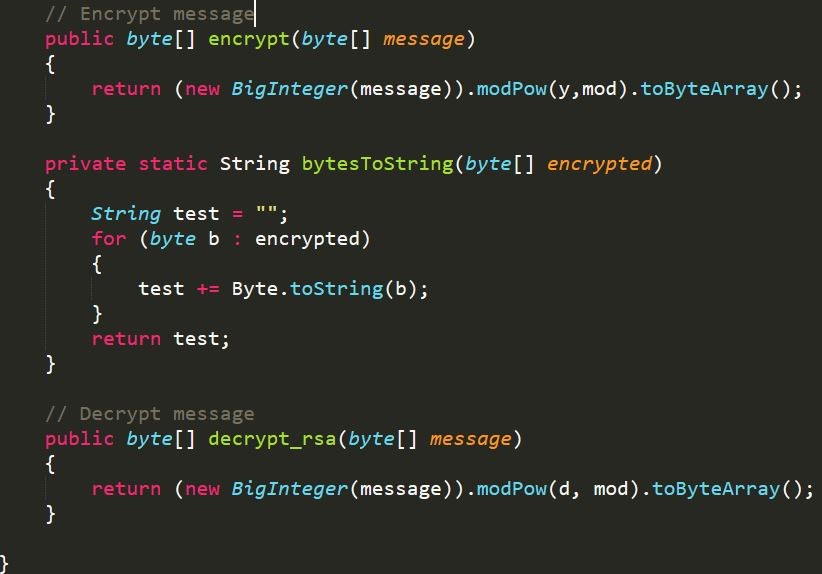 // Encrypt message
public byte[] encrypt(byte[] message)
{
return (new BigInteger(message)).modPow(y,mod).toByteArray();
}
private static String bytesToString(byte[] encrypted)
{
String test = "";
for (byte b : encrypted)
{
test += Byte.toString(b);
}
return test;
}
// Decrypt message
public byte[] decrypt_rsa(byte[] message)
{
return (new BigInteger(message)).modPow(d, mod).toByteArray();
}
}